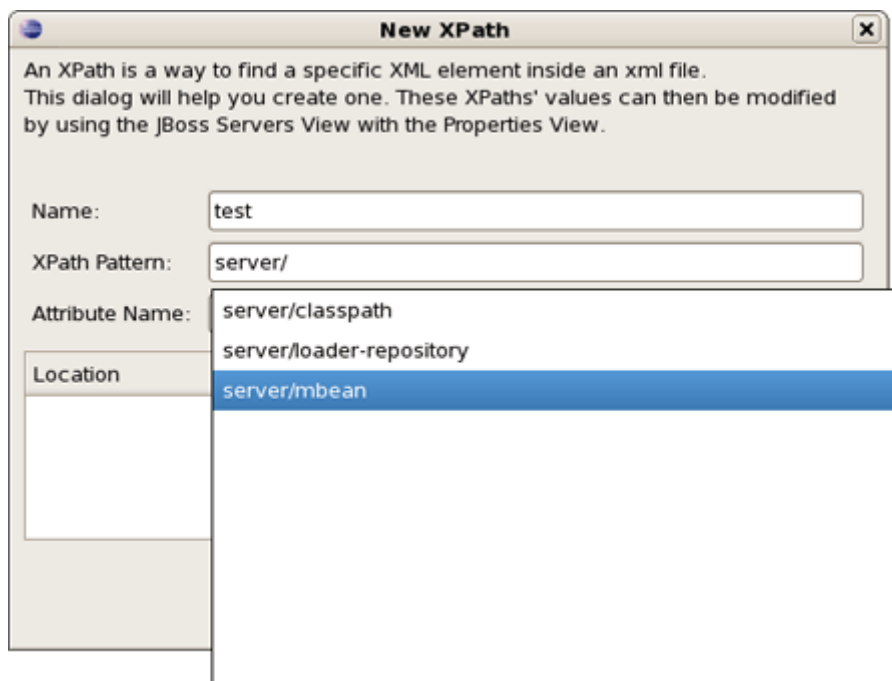 New XPath
An XPath is a way to find a specific XML element inside an xml file.
This dialog will help you create one. These XPaths' values can then be modified
by using the JBoss Servers View with the Properties View.
Name: test
XPath Pattern: server/
Attribute Name:
server/classpath
server/loader-repository
server/mbean
Location